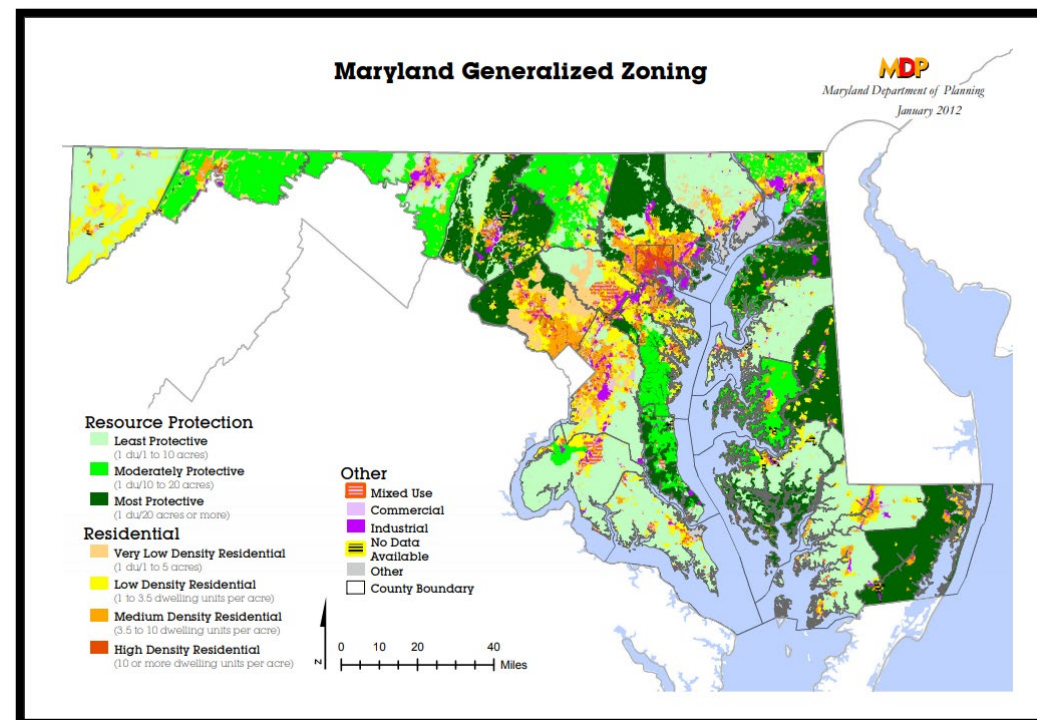 Maryland Generalized Zoning
MDP
Maryland Department of Planning
January 2012
Resource Protection
Least Protective
(1 du/1 to 10 acres)
Moderately Protective
(1 du/10 to 20 acres)
Most Protective
(1 du/20 acres or more)
Residential
Very Low Density Residential
(1 du/1 to 5 acres)
Low Density Residential
(1 to 3.5 dwelling units per acre)
Medium Density Residential
(3.5 to 10 dwelling units per acre)
High Density Residential
(10 or more dwelling units per acre)
Other
Mixed Use
Commercial
Industrial
No Data
Available
Other
County Boundary
N
0 10 20 40
Miles